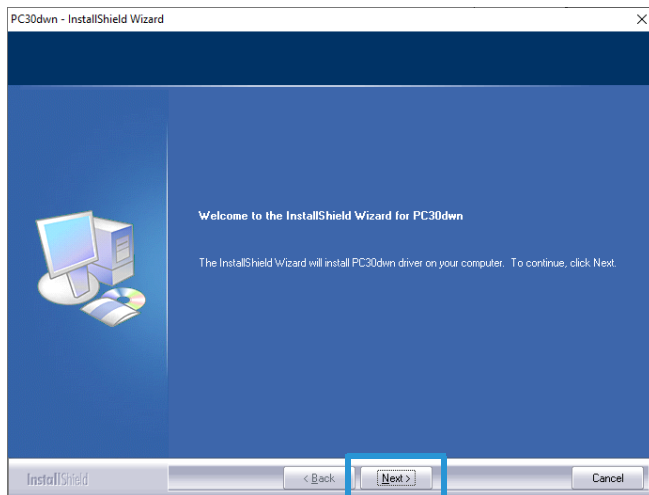 PC30dwn - InstallShield Wizard
Welcome to the InstallShield Wizard for PC30dwn
The InstallShield Wizard will install PC30dwn driver on your computer. To continue, click Next.
InstallShield
< Back
Next >
Cancel